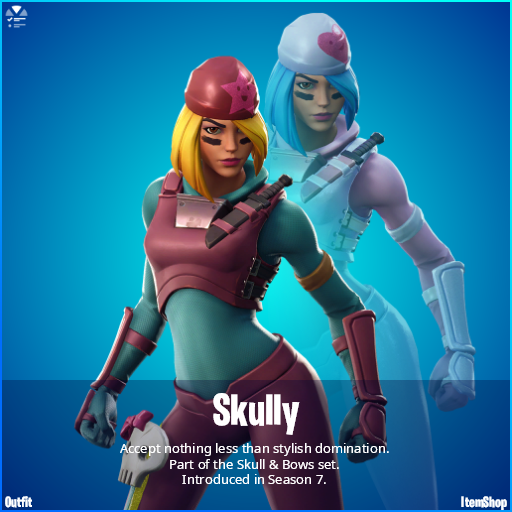 Skully
Accept nothing less than stylish domination.
Part of the Skull & Bows set.
Introduced in Season 7.
Outfit
ItemShop